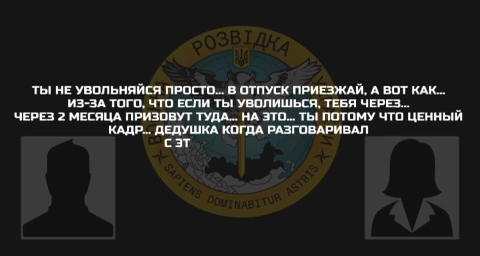 РОЗВІДКА
ТЫ НЕ УВОЛЬНЯЙСЯ ПРОСТО... В ОТПУСК ПРИЕЗЖАЙ, А ВОТ КАК...
ИЗ-ЗА ТОГО, ЧТО ЕСЛИ ТЫ УВОЛИШЬСЯ, ТЕБЯ ЧЕРЕЗ...
ЧЕРЕЗ 2 МЕСЯЦА ПРИЗОВУТ ТУДА... НА ЭТО... ТЫ ПОТОМУ ЧТО ЦЕННЫЙ
КАДР... ДЕДУШКА КОГДА РАЗГОВАРИВАЛ
С ЭТ
SAPIENS DOMINABITUR ASTRIS